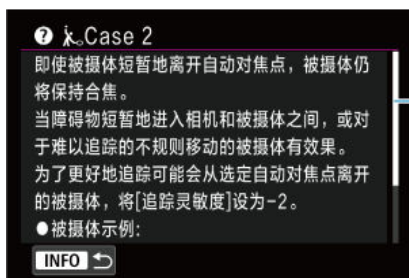 Case 2
即使被摄体短暂地离开自动对焦点，被摄体仍
将保持合焦。
当障碍物短暂地进入相机和被摄体之间，或对
于难以追踪的不规则移动的被摄体有效果。
为了更好地追踪可能会从选定自动对焦点离开
的被摄体，将[追踪灵敏度]设为-2。
●被摄体示例:
INFO